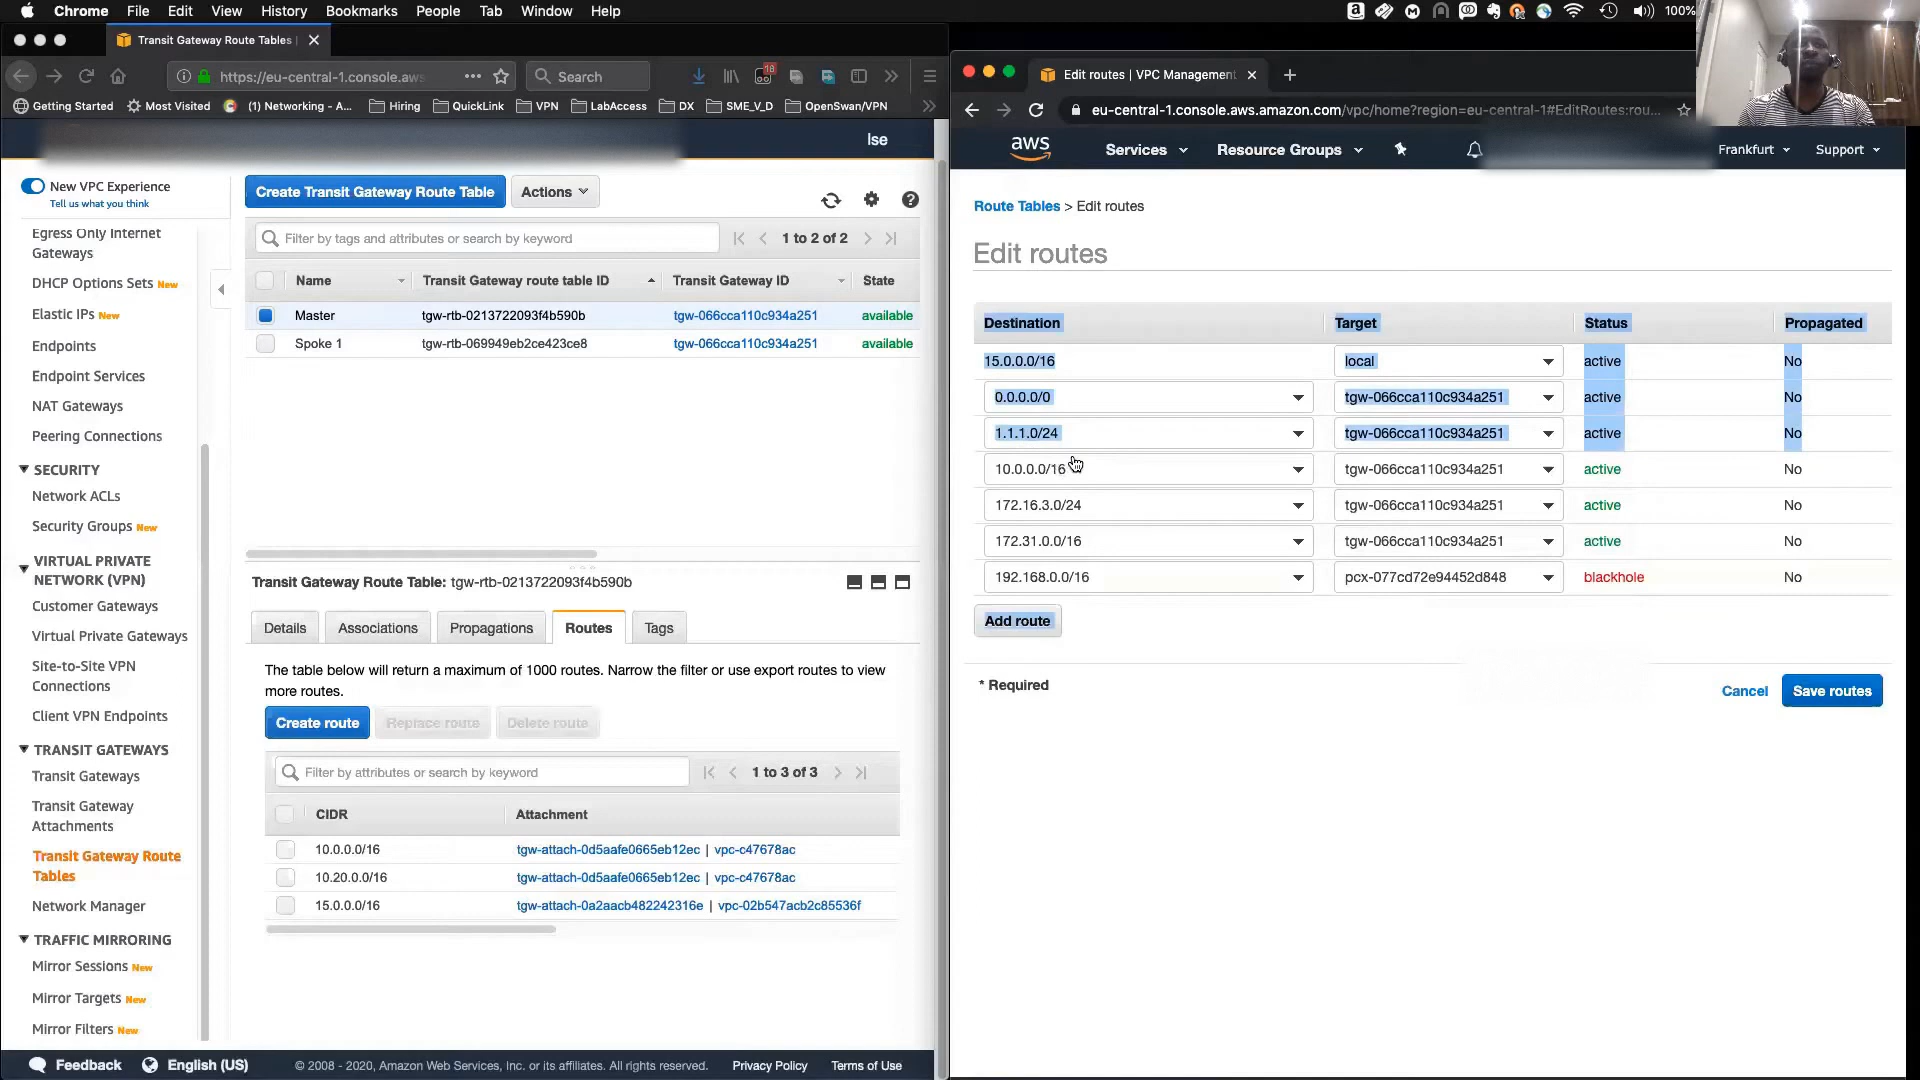 Chrome File Edit View History Bookmarks People Tab Window Help
100%
Transit Gateway Route Tables |
https://eu-central-1.console.aws
Search
18
Getting Started Most Visited (1) Networking - A... Hiring QuickLink VPN LabAccess DX SME_V_D OpenSwan/VPN
lse
New VPC Experience
Tell us what you think
Egress Only Internet
Gateways
DHCP Options Sets New
Elastic IPs New
Endpoints
Endpoint Services
NAT Gateways
Peering Connections
SECURITY
Network ACLs
Security Groups New
VIRTUAL PRIVATE
NETWORK (VPN)
Customer Gateways
Virtual Private Gateways
Site-to-Site VPN
Connections
Client VPN Endpoints
TRANSIT GATEWAYS
Transit Gateways
Transit Gateway
Attachments
Transit Gateway Route
Tables
Network Manager
TRAFFIC MIRRORING
Mirror Sessions New
Mirror Targets New
Mirror Filters New
Create Transit Gateway Route Table Actions
Filter by tags and attributes or search by keyword
1 to 2 of 2
Name Transit Gateway route table ID Transit Gateway ID State
Master tgw-rtb-0213722093f4b590b tgw-066cca110c934a251 available
Spoke 1 tgw-rtb-069949eb2ce423ce8 tgw-066cca110c934a251 available
Transit Gateway Route Table: tgw-rtb-0213722093f4b590b
Details Associations Propagations Routes Tags
The table below will return a maximum of 1000 routes. Narrow the filter or use export routes to view
more routes.
Create route Replace route Delete route
Filter by attributes or search by keyword
1 to 3 of 3
CIDR Attachment
10.0.0.0/16 tgw-attach-0d5aafe0665eb12ec | vpc-c47678ac
10.20.0.0/16 tgw-attach-0d5aafe0665eb12ec | vpc-c47678ac
15.0.0.0/16 tgw-attach-0a2aacb482242316e | vpc-02b547acb2c85536f
Feedback English (US) © 2008 - 2020, Amazon Web Services, Inc. or its affiliates. All rights reserved. Privacy Policy Terms of Use
Edit routes | VPC Management
eu-central-1.console.aws.amazon.com/vpc/home?region=eu-central-1#EditRoutes:rou...
aws Services Resource Groups Frankfurt Support
Route Tables > Edit routes
Edit routes
Destination Target Status Propagated
15.0.0.0/16 local active No
0.0.0.0/0 tgw-066cca110c934a251 active No
1.1.1.0/24 tgw-066cca110c934a251 active No
10.0.0.0/16 tgw-066cca110c934a251 active No
172.16.3.0/24 tgw-066cca110c934a251 active No
172.31.0.0/16 tgw-066cca110c934a251 active No
192.168.0.0/16 pcx-077cd72e94452d848 blackhole No
Add route
* Required
Cancel Save routes